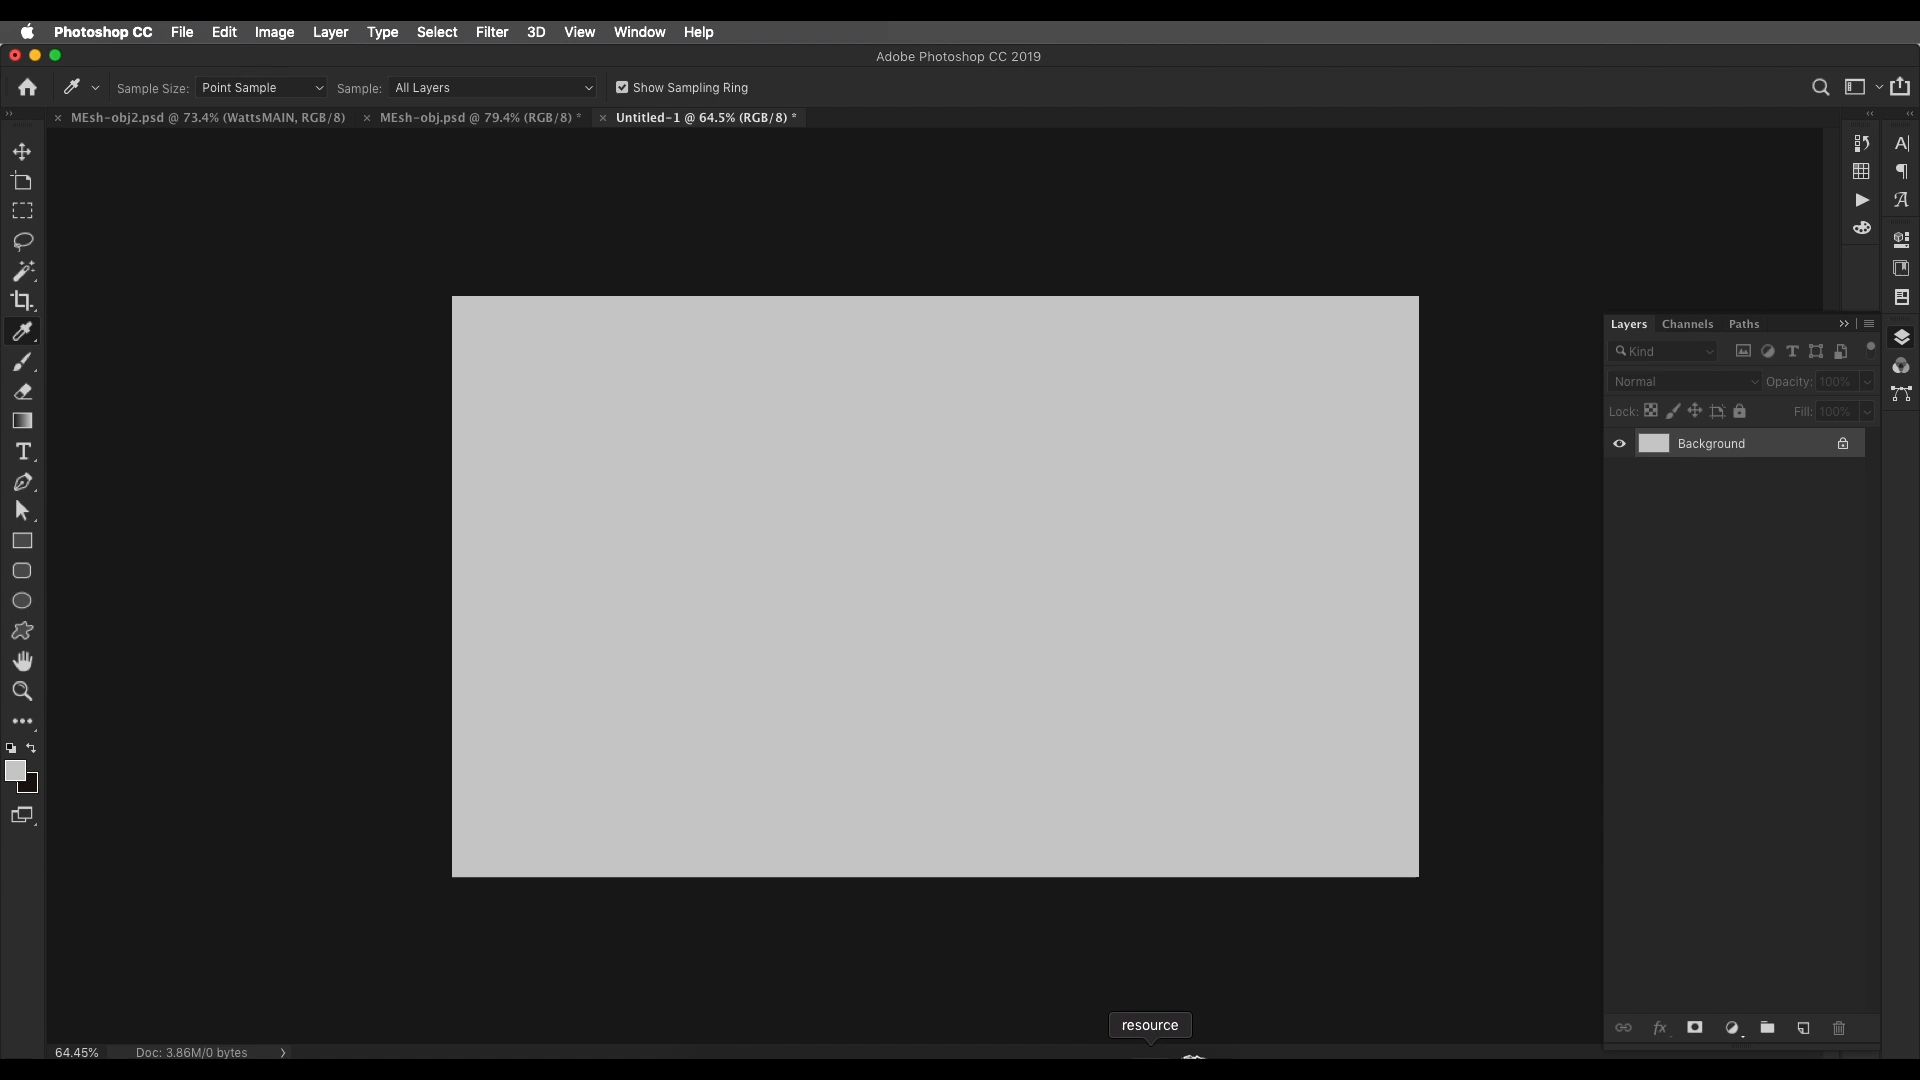 Photoshop CC File Edit Image Layer Type Select Filter 3D View Window Help
Adobe Photoshop CC 2019
Sample Size: Point Sample Sample: All Layers Show Sampling Ring
MEsh-obj2.psd @ 73.4% (WattsMAIN, RGB/8) MEsh-obj.psd @ 79.4% (RGB/8) * Untitled-1 @ 64.5% (RGB/8) *
Layers Channels Paths
Kind
Normal Opacity: 100%
Lock: Fill: 100%
Background
resource
64.45% Doc: 3.86M/0 bytes